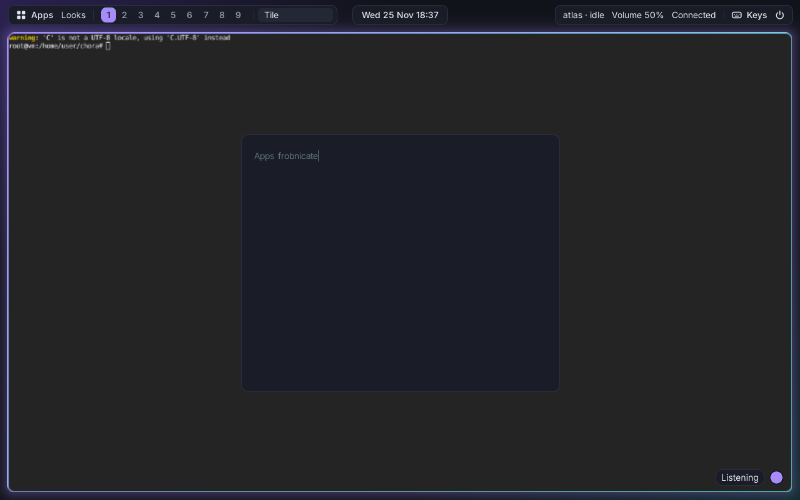 Apps Looks 1 2 3 4 5 6 7 8 9 Tile Wed 25 Nov 18:37 atlas · idle Volume 50% Connected Keys
warning: 'C' is not a UTF-8 locale, using 'C.UTF-8' instead
root@vm:/home/user/chora#
Apps frobnicate
Listening